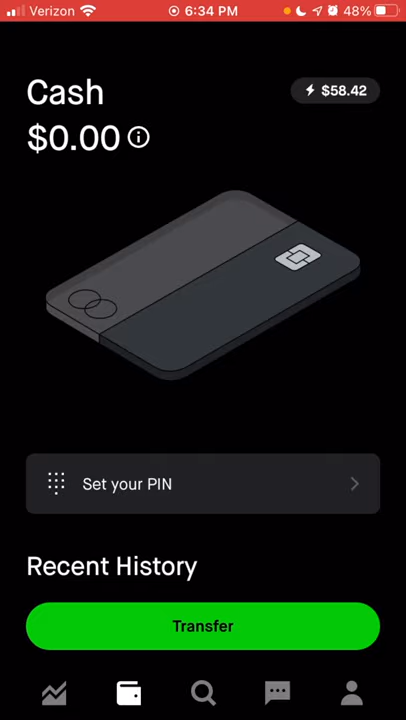 Verizon 6:34 PM 48%
Cash
$58.42
$0.00
Set your PIN
Recent History
Transfer